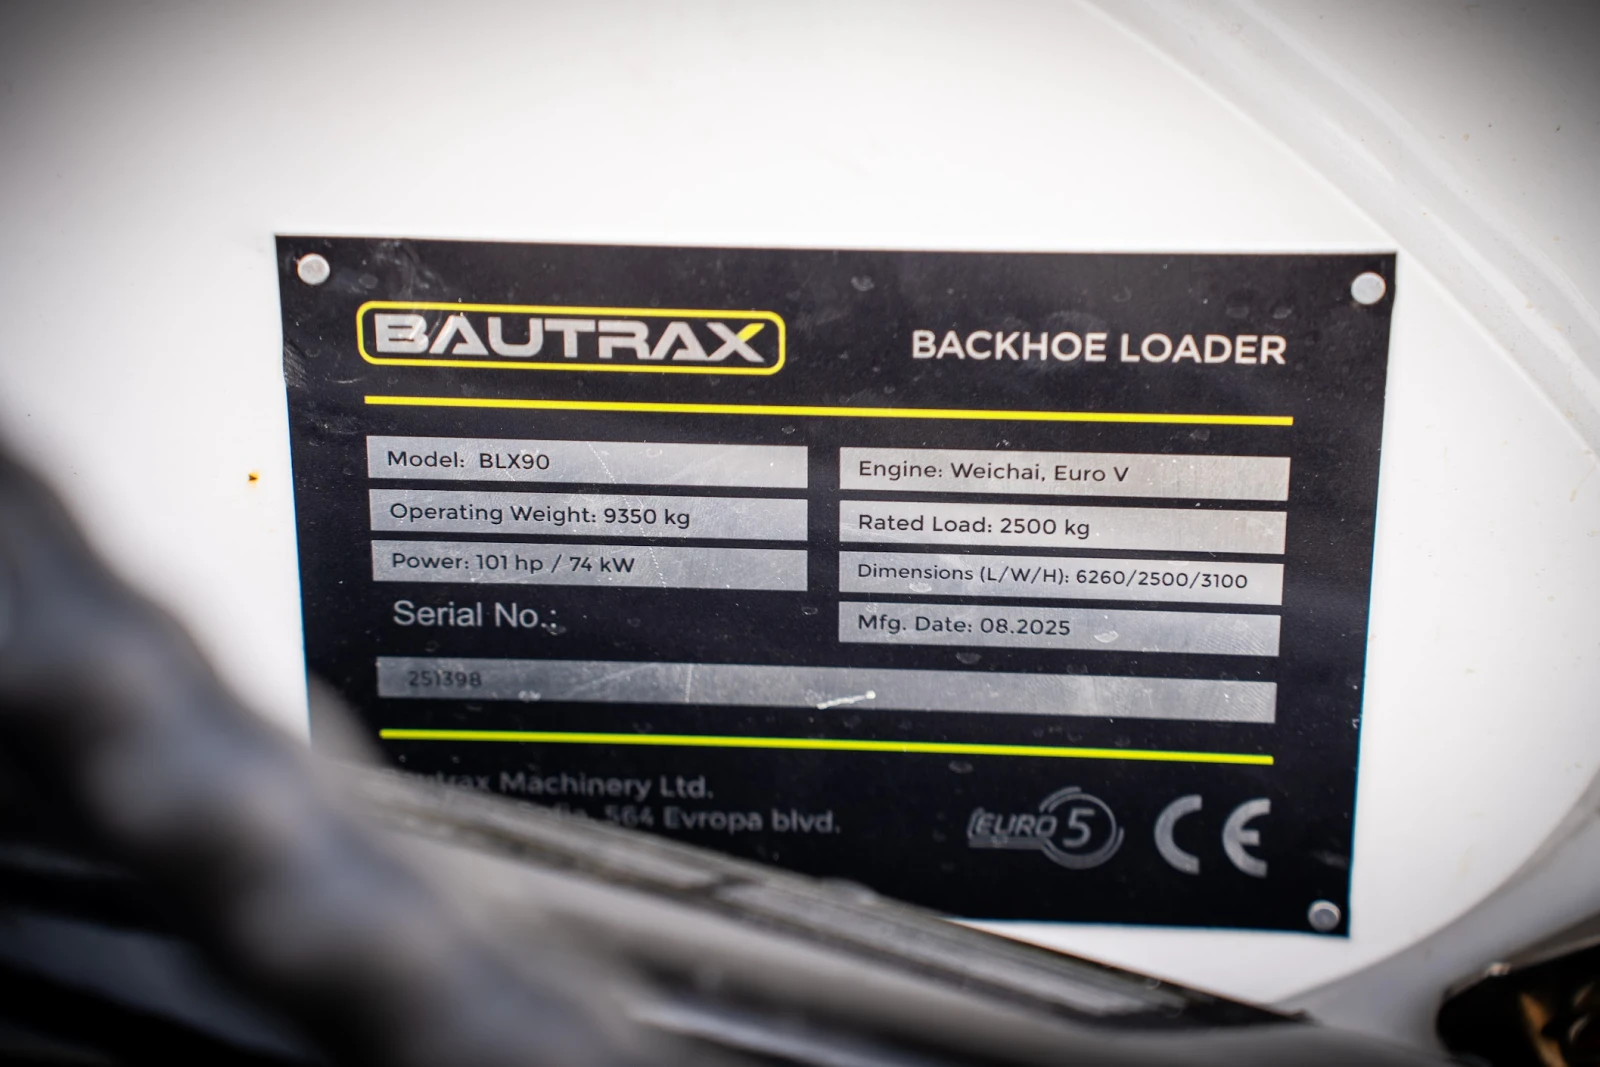 BAUTRAX
BACKHOE LOADER
Model: BLX90
Operating Weight: 9350 kg
Power: 101 hp / 74 kW
Engine: Weichai, Euro V
Rated Load: 2500 kg
Dimensions (L/W/H): 6260/2500/3100
Mfg. Date: 08.2025
Serial No.:
251398
Bautrax Machinery Ltd.
564 Evropa blvd.
EURO 5
CE